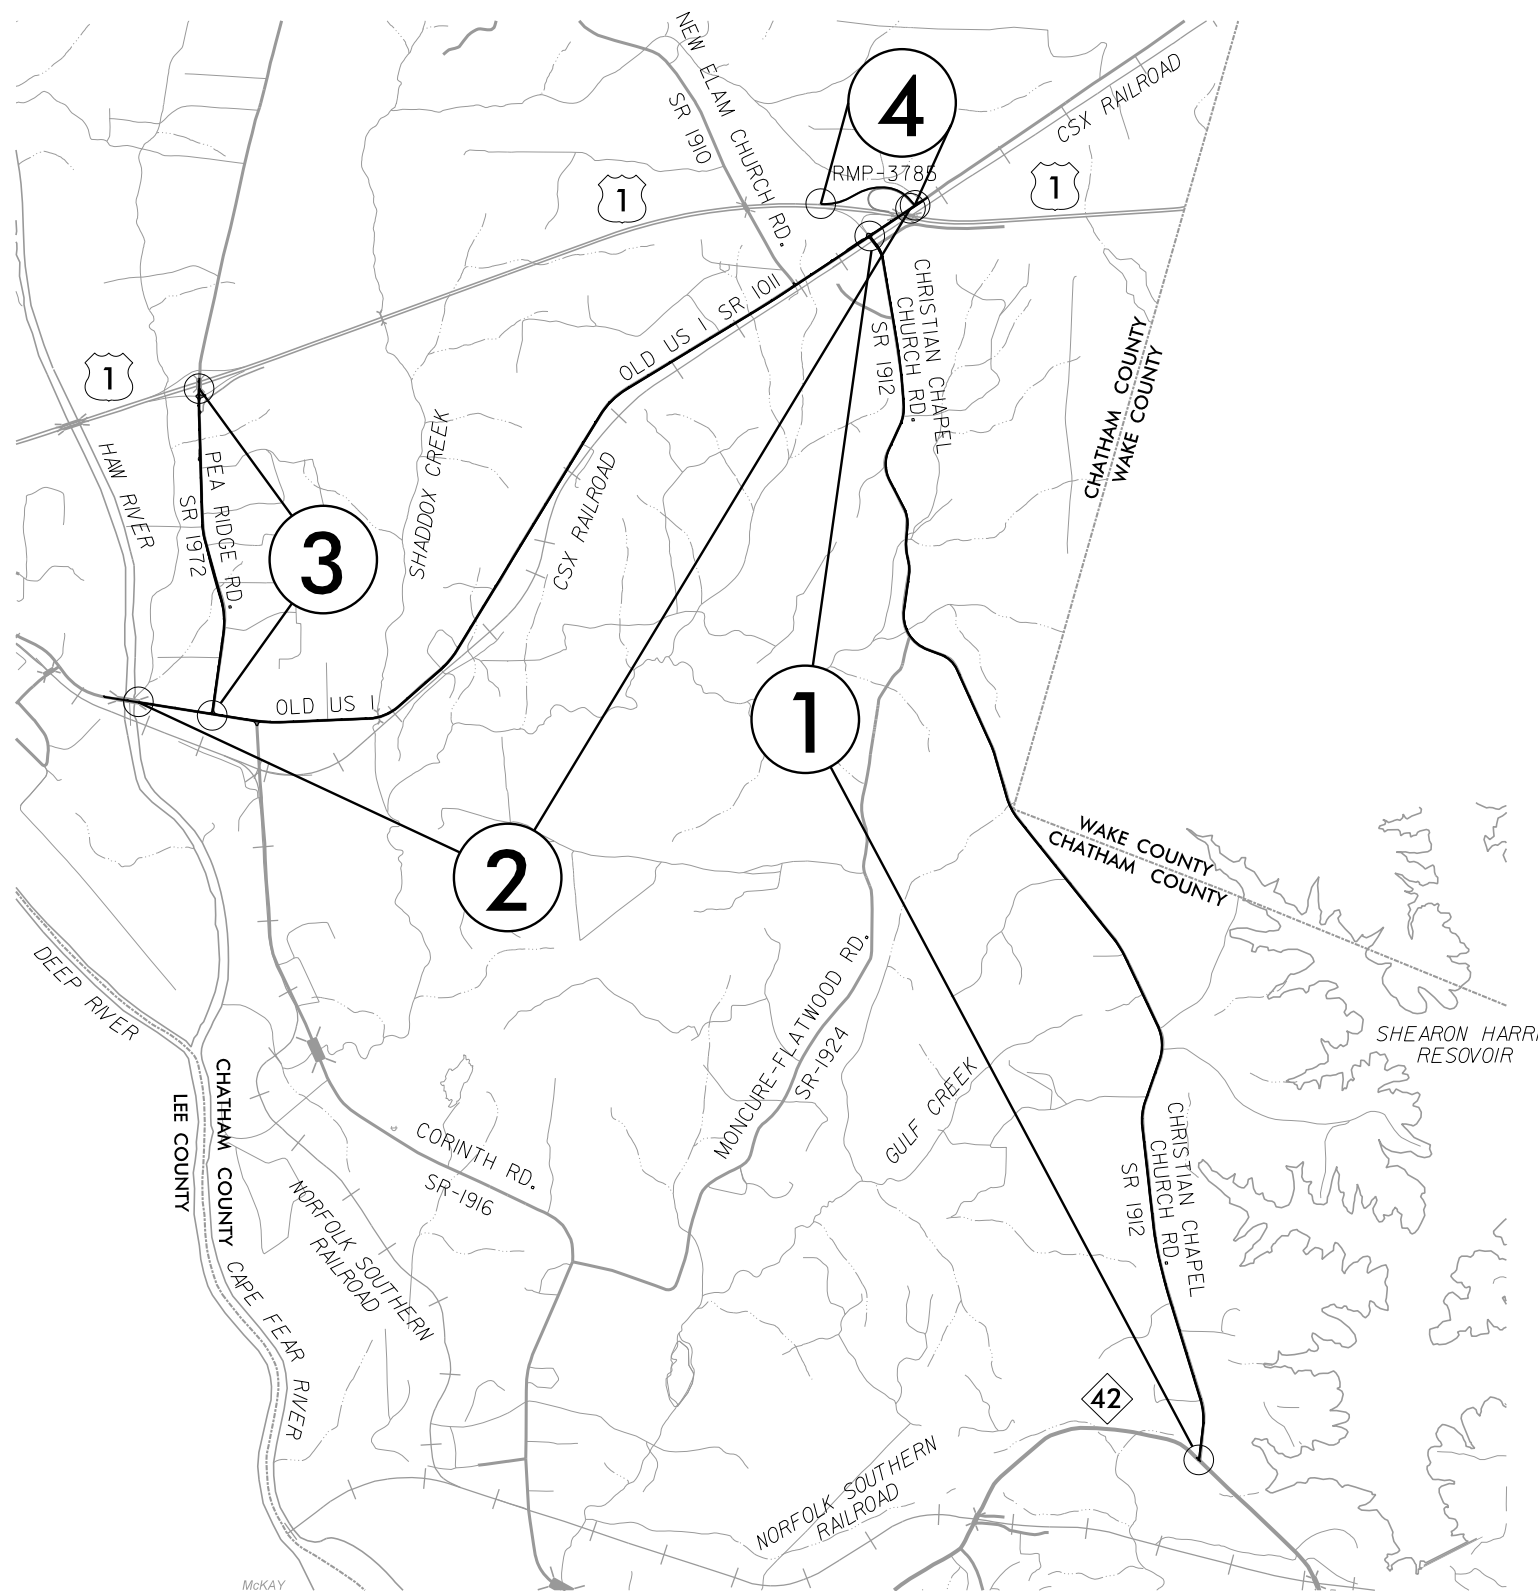 NEW ELAM CHURCH RD.
SR 1910
4
CSX RAILROAD
RMP-3785
1
1
OLD US 1 SR 1011
CHRISTIAN CHAPEL
CHURCH RD.
SR 1912
CHATHAM COUNTY
WAKE COUNTY
1
HAW RIVER
PEA RIDGE RD.
SR 1972
3
SHADDOX CREEK
CSX RAILROAD
OLD US 1
1
2
WAKE COUNTY
CHATHAM COUNTY
DEEP RIVER
MONCURE-FLATWOOD RD.
SR-1924
GULF CREEK
SHEARON HARRI
RESOVOIR
CHATHAM COUNTY
LEE COUNTY
CORINTH RD.
SR-1916
NORFOLK SOUTHERN
RAILROAD
CHRISTIAN CHAPEL
CHURCH RD.
SR 1912
CAPE FEAR RIVER
42
NORFOLK SOUTHERN
RAILROAD
McKAY